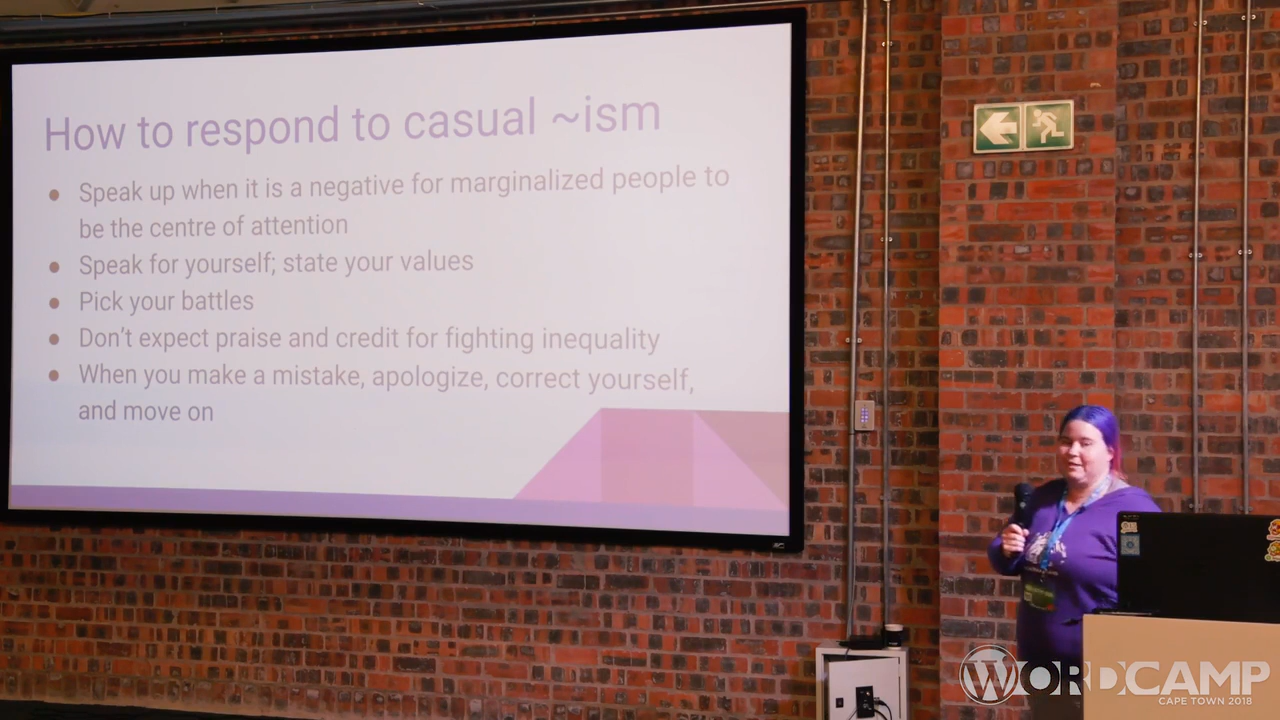 How to respond to casual ~ism
● Speak up when it is a negative for marginalized people to
be the centre of attention
● Speak for yourself; state your values
● Pick your battles
● Don't expect praise and credit for fighting inequality
● When you make a mistake, apologize, correct yourself,
and move on
WORDCAMP
CAPE TOWN 2018